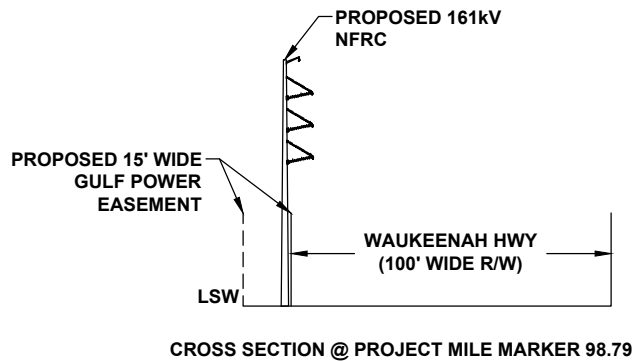 PROPOSED 161kV
NFRC
PROPOSED 15' WIDE
GULF POWER
EASEMENT
WAUKEENAH HWY
(100' WIDE R/W)
LSW
CROSS SECTION @ PROJECT MILE MARKER 98.79